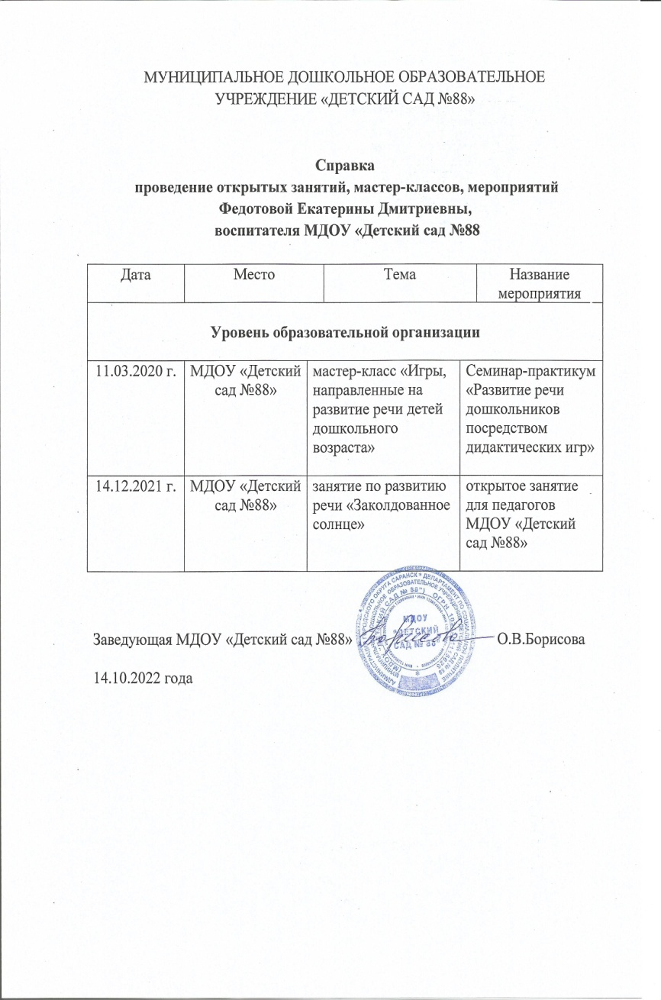 МУНИЦИПАЛЬНОЕ ДОШКОЛЬНОЕ ОБРАЗОВАТЕЛЬНОЕ
УЧРЕЖДЕНИЕ «ДЕТСКИЙ САД №88»
Справка
проведение открытых занятий, мастер-классов, мероприятий
Федотовой Екатерины Дмитриевны,
воспитателя МДОУ «Детский сад №88
Дата Место Тема Название
мероприятия
Уровень образовательной организации
11.03.2020 г. МДОУ «Детский мастер-класс «Игры, Семинар-практикум
сад №88» направленные на «Развитие речи
развитие речи детей дошкольников
дошкольного посредством
возраста» дидактических игр»
14.12.2021 г. МДОУ «Детский занятие по развитию открытое занятие
сад №88» речи «Заколдованное для педагогов
солнце» МДОУ «Детский
сад №88»
МДОУ
«ДЕТСКИЙ
САД № 88»
Заведующая МДОУ «Детский сад №88» О.В.Борисова
14.10.2022 года